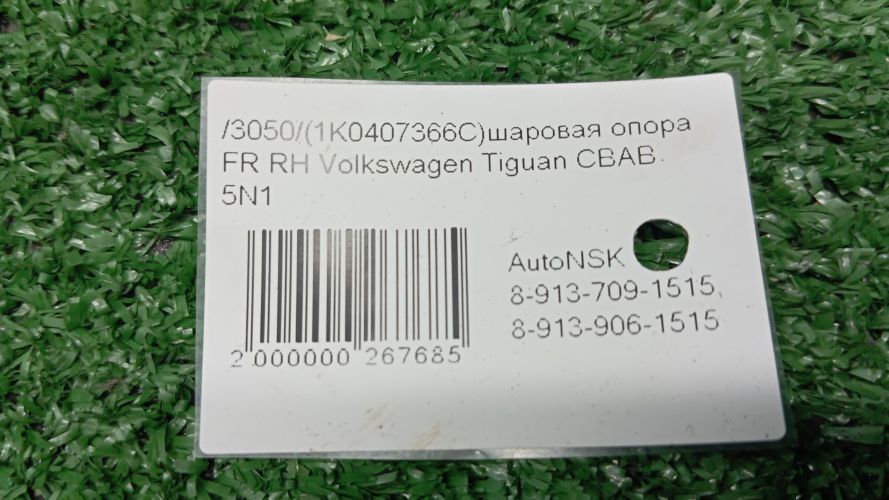 /3050/(1K0407366C)шаровая опора
FR RH Volkswagen Tiguan CBAB.
5N1
AutoNSK
8-913-709-1515,
8-913-906-1515
2 000000 267685